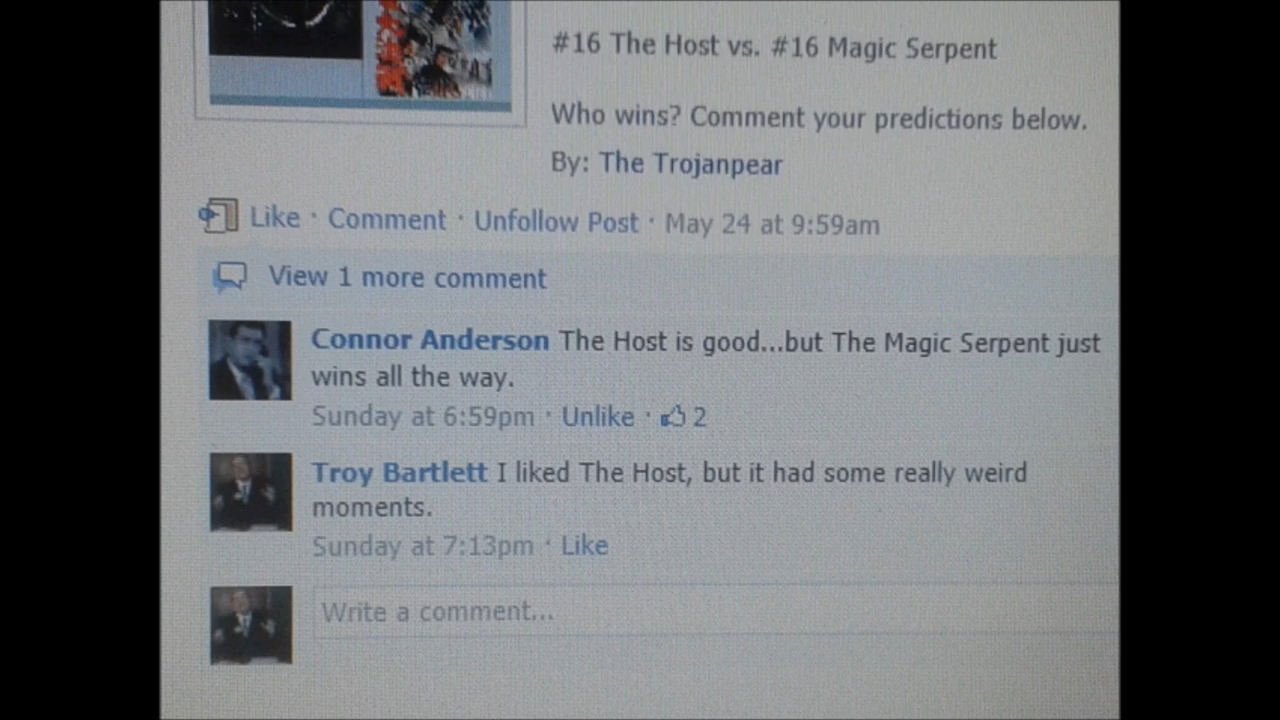 #16 The Host vs. #16 Magic Serpent
Who wins? Comment your predictions below.
By: The Trojanpear
Like · Comment · Unfollow Post · May 24 at 9:59am
View 1 more comment
Connor Anderson The Host is good...but The Magic Serpent just
wins all the way.
Sunday at 6:59pm · Unlike · 2
Troy Bartlett I liked The Host, but it had some really weird
moments.
Sunday at 7:13pm · Like
Write a comment...